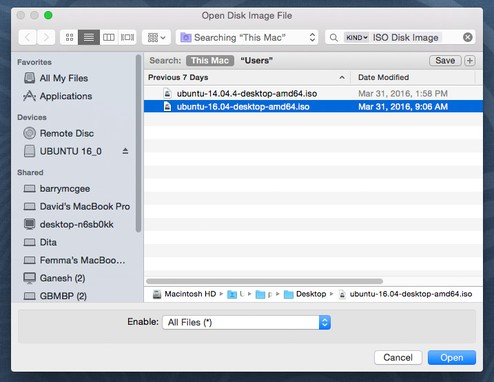 Open Disk Image File
Searching "This Mac"
KIND ISO Disk Image
Favorites
All My Files
Applications
Devices
Remote Disc
UBUNTU 16_0
Shared
barrymcgee
David's MacBook Pro
desktop-n6sb0kk
Dita
Femma's MacBoo...
Ganesh (2)
GBMBP (2)
Search: This Mac "Users" Save +
Previous 7 Days Date Modified
ubuntu-14.04.4-desktop-amd64.iso Mar 31, 2016, 1:58 PM
ubuntu-16.04-desktop-amd64.iso Mar 31, 2016, 9:06 AM
Macintosh HD Desktop ubuntu-16.04-desktop-amd64.iso
Enable: All Files (*)
Cancel Open